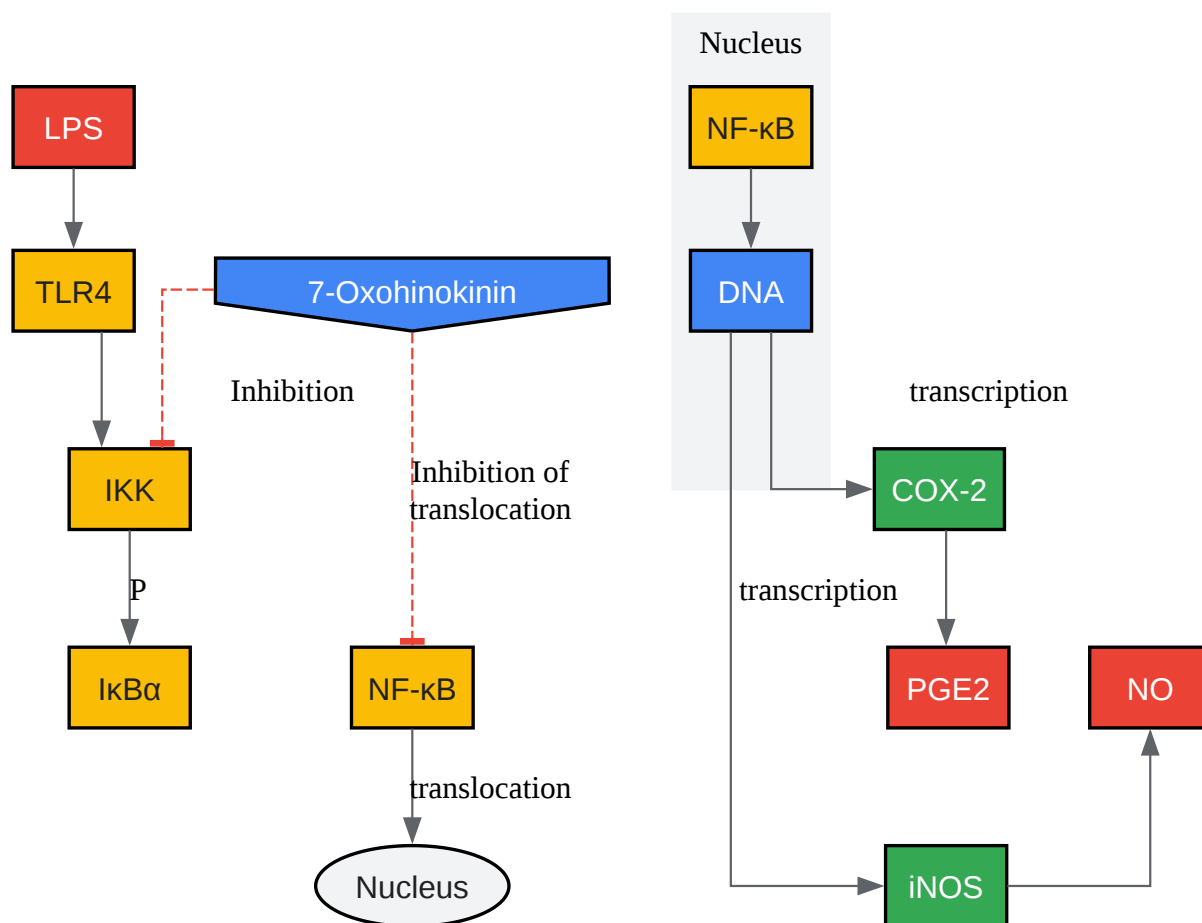 Nucleus
LPS
NF-κB
TLR4
7-Oxohinokinin
DNA
Inhibition
transcription
Inhibition of
translocation
IKK
COX-2
P
transcription
IκBα
NF-κB
PGE2
NO
translocation
Nucleus
iNOS